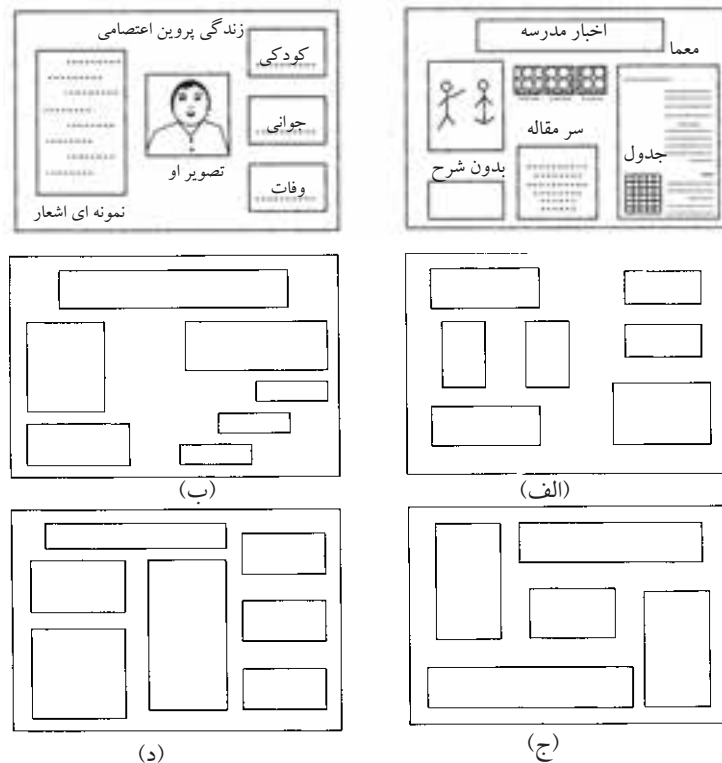 اخبار مدرسه
معما
سر مقاله
جدول
بدون شرح
زندگی پروین اعتصامی
کودکی
جوانی
وفات
تصویر او
نمونه ای اشعار
(الف)
(ب)
(ج)
(د)